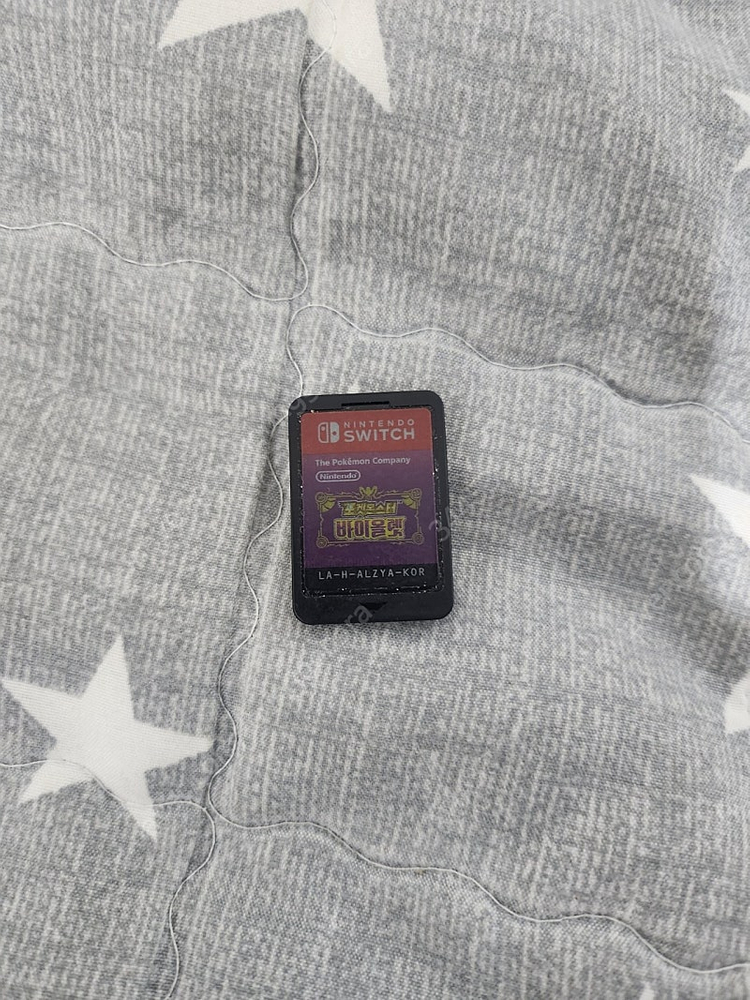 NINTENDO
SWITCH
The Pokémon Company
Nintendo
포켓몬스터
바이올렛
LA-H-ALZYA-KOR